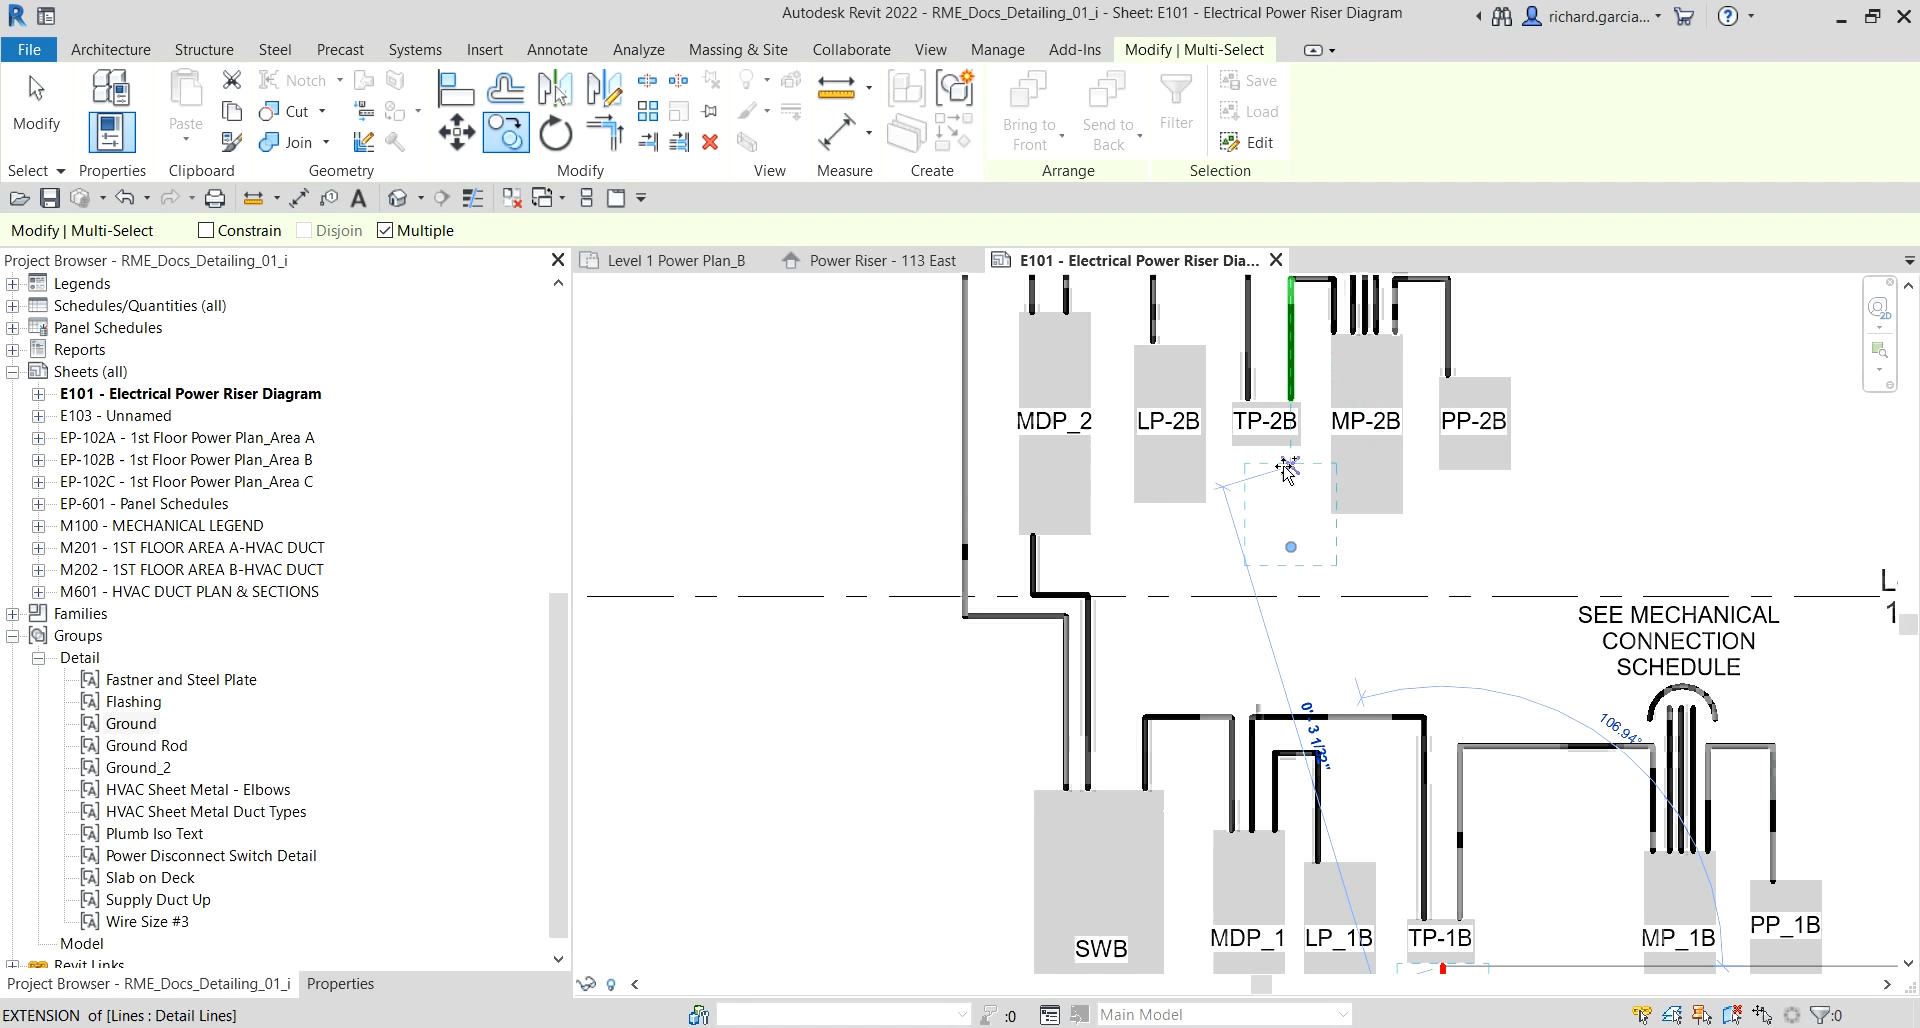 Autodesk Revit 2022 - RME_Docs_Detailing_01_i - Sheet: E101 - Electrical Power Riser Diagram
richard.garcia...
File Architecture Structure Steel Precast Systems Insert Annotate Analyze Massing & Site Collaborate View Manage Add-Ins Modify | Multi-Select
Modify
Paste
Notch
Cut
Join
Bring to Front
Send to Back
Filter
Save
Load
Edit
Select Properties Clipboard Geometry Modify View Measure Create Arrange Selection
Modify | Multi-Select Constrain Disjoin Multiple
Project Browser - RME_Docs_Detailing_01_i
Level 1 Power Plan_B Power Riser - 113 East E101 - Electrical Power Riser Dia...
Legends
Schedules/Quantities (all)
Panel Schedules
Reports
Sheets (all)
E101 - Electrical Power Riser Diagram
E103 - Unnamed
EP-102A - 1st Floor Power Plan_Area A
EP-102B - 1st Floor Power Plan_Area B
EP-102C - 1st Floor Power Plan_Area C
EP-601 - Panel Schedules
M100 - MECHANICAL LEGEND
M201 - 1ST FLOOR AREA A-HVAC DUCT
M202 - 1ST FLOOR AREA B-HVAC DUCT
M601 - HVAC DUCT PLAN & SECTIONS
Families
Groups
Detail
Fastner and Steel Plate
Flashing
Ground
Ground Rod
Ground_2
HVAC Sheet Metal - Elbows
HVAC Sheet Metal Duct Types
Plumb Iso Text
Power Disconnect Switch Detail
Slab on Deck
Supply Duct Up
Wire Size #3
Model
Revit Links
2D
MDP_2 LP-2B TP-2B MP-2B PP-2B
L
1
SEE MECHANICAL
CONNECTION
SCHEDULE
106.94°
SWB MDP_1 LP_1B TP-1B MP_1B PP_1B
Project Browser - RME_Docs_Detailing_01_i Properties
EXTENSION of [Lines : Detail Lines]
:0
Main Model
:0